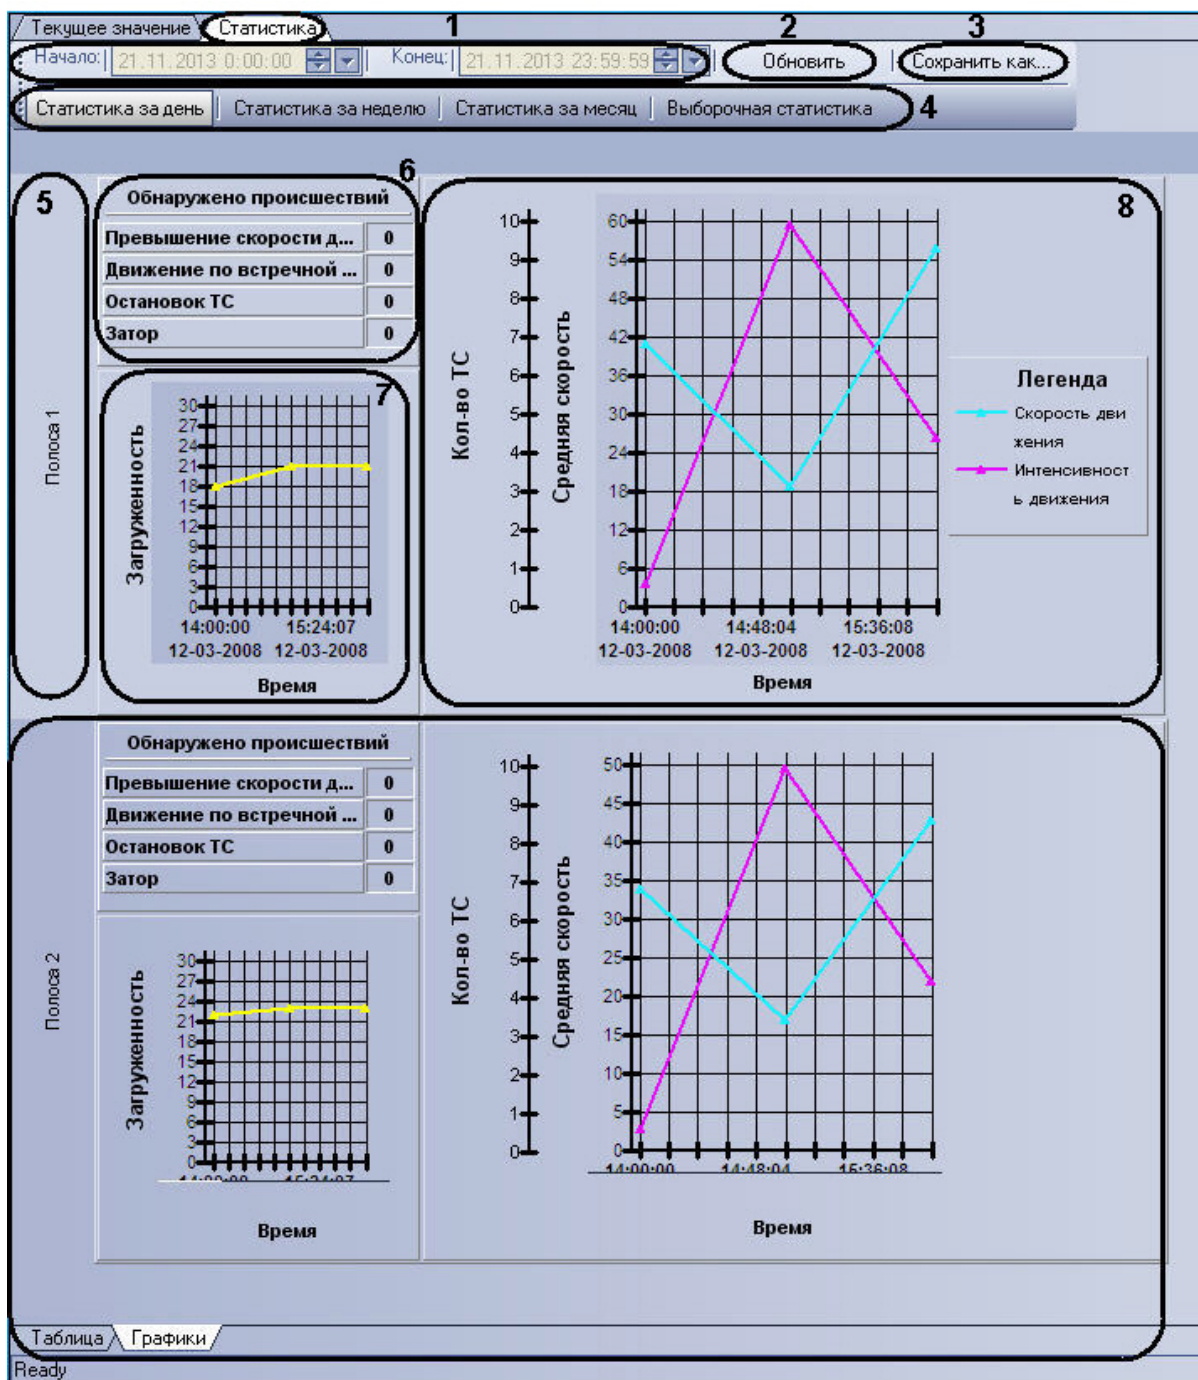 Текущее значение Статистика 1 2 3
Начало: 21.11.2013 0:00:00 Конец: 21.11.2013 23:59:59 Обновить Сохранить как...
Статистика за день Статистика за неделю Статистика за месяц Выборочная статистика 4
5
Полоса 1
6
Обнаружено происшествий
Превышение скорости д... 0
Движение по встречной ... 0
Остановок ТС 0
Затор 0
7
Загруженность
30
27
24
21
18
15
12
9
6
3
0
14:00:00 15:24:07
12-03-2008 12-03-2008
Время
8
Кол-во ТС
10
9
8
7
6
5
4
3
2
1
0
Средняя скорость
60
54
48
42
36
30
24
18
12
6
0
14:00:00 14:48:04 15:36:08
12-03-2008 12-03-2008 12-03-2008
Время
Легенда
Скорость дви
жения
Интенсивност
ь движения
Полоса 2
Обнаружено происшествий
Превышение скорости д... 0
Движение по встречной ... 0
Остановок ТС 0
Затор 0
Загруженность
30
27
24
21
18
15
12
9
6
3
0
Время
Кол-во ТС
10
9
8
7
6
5
4
3
2
1
0
Средняя скорость
50
45
40
35
30
25
20
15
10
5
0
14:00:00 14:48:04 15:36:08
Время
Таблица Графики
Ready